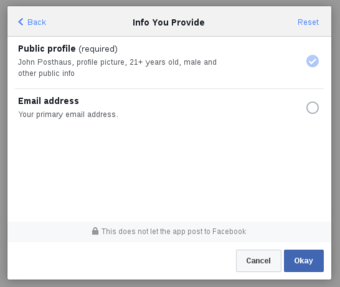 Back
Info You Provide
Reset
Public profile (required)
John Posthaus, profile picture, 21+ years old, male and
other public info
Email address
Your primary email address.
This does not let the app post to Facebook
Cancel
Okay